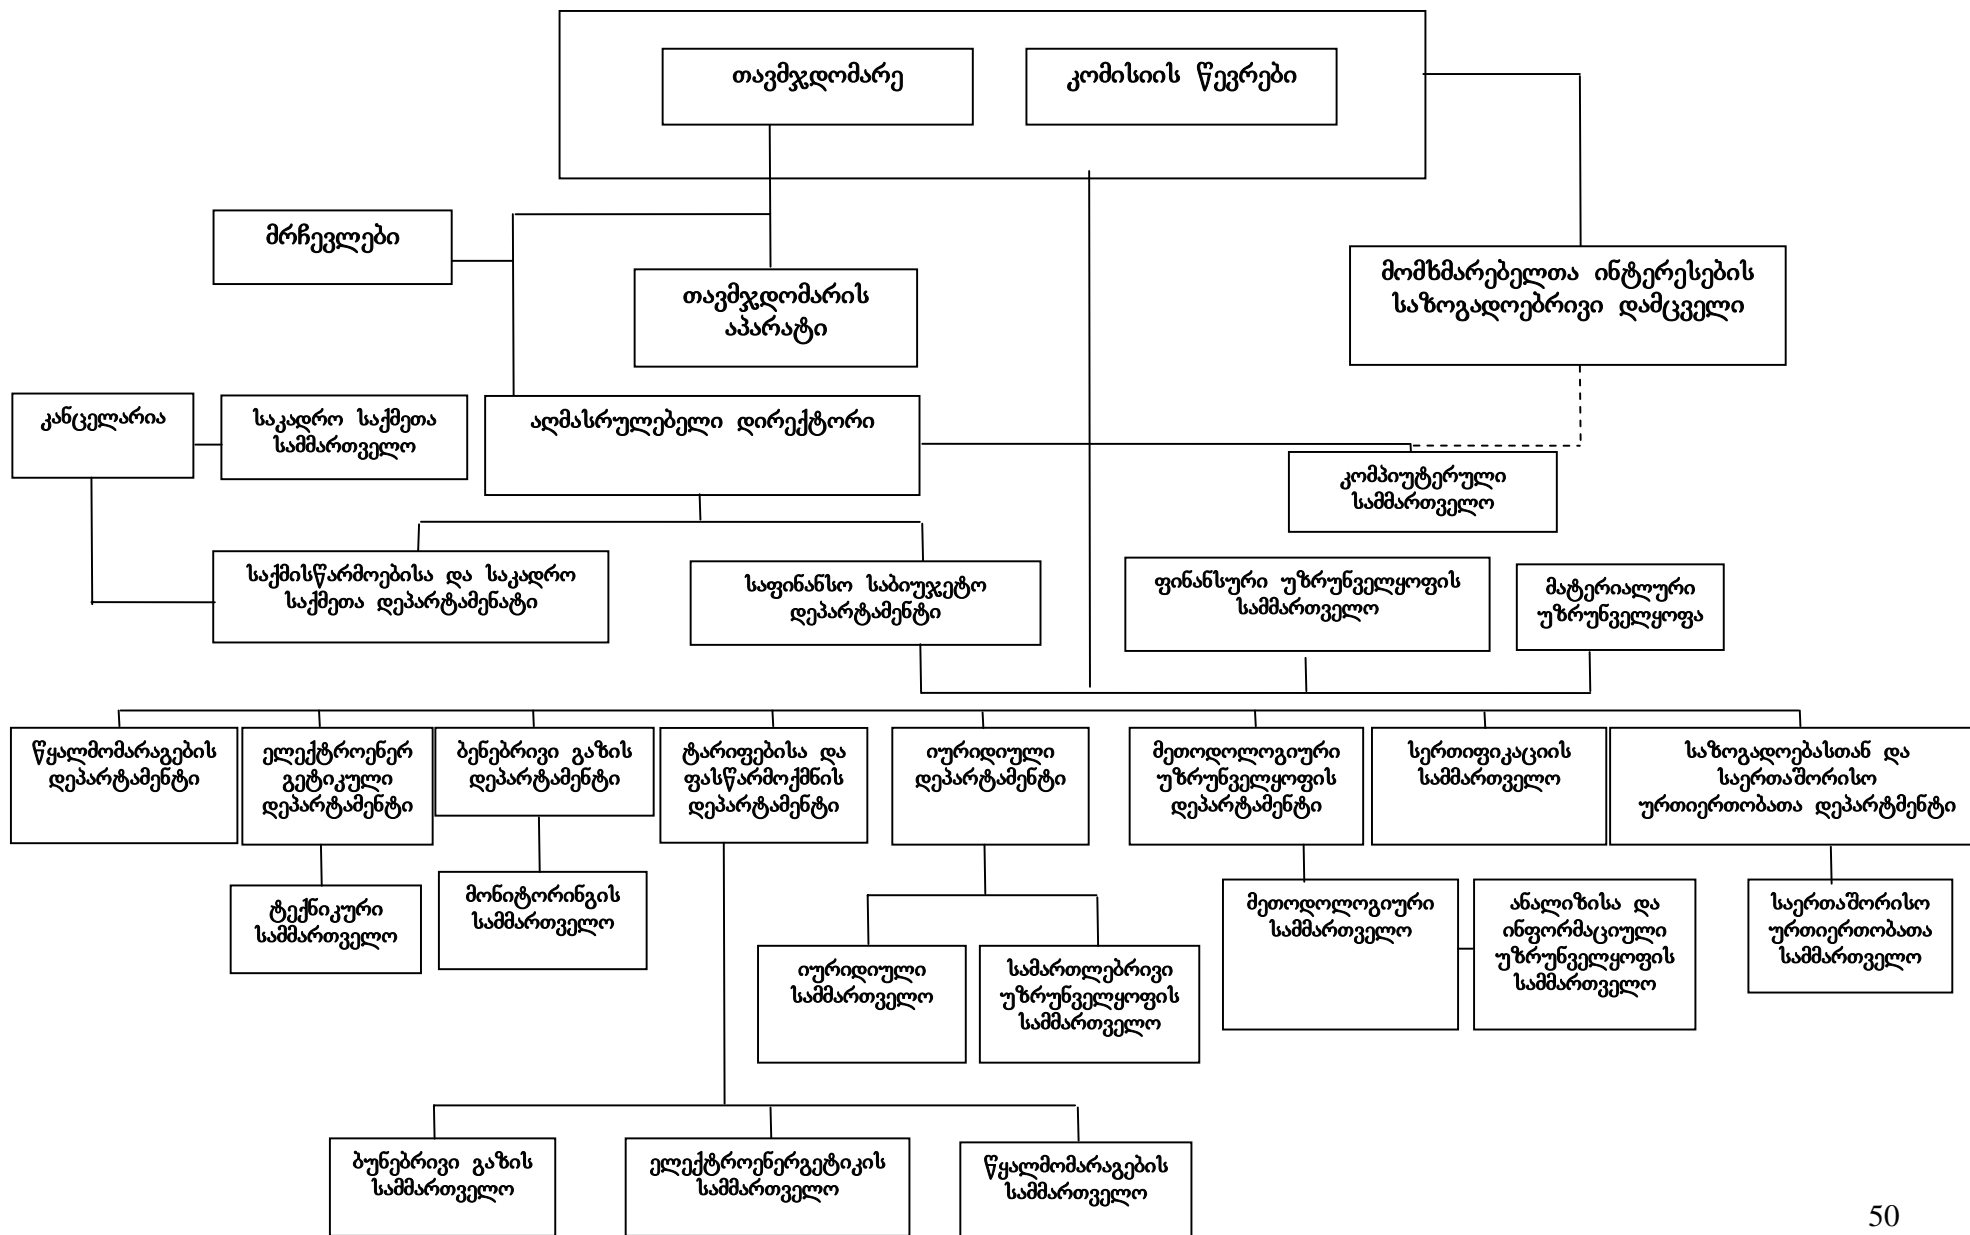 თავმჯდომარე
კომისიის წევრები
მრჩევლები
თავმჯდომარის
აპარატი
მომხმარებელთა ინტერესების
საზოგადოებრივი დამცველი
კანცელარია
საკადრო საქმეთა
სამმართველო
აღმასრულებელი დირექტორი
კომპიუტერული
სამმართველო
საქმისწარმოებისა და საკადრო
საქმეთა დეპარტამენატი
საფინანსო საბიუჯეტო
დეპარტამენტი
ფინანსური უზრუნველყოფის
სამმართველო
მატერიალური
უზრუნველყოფა
წყალმომარაგების
დეპარტამენტი
ელექტროენერ
გეტიკული
დეპარტამენტი
ბენებრივი გაზის
დეპარტამენტი
ტარიფებისა და
ფასწარმოქმნის
დეპარტამენტი
იურიდიული
დეპარტამენტი
მეთოდოლოგიური
უზრუნველყოფის
დეპარტამენტი
სერთიფიკაციის
სამმართველო
საზოგადოებასთან და
საერთაშორისო
ურთიერთობათა დეპარტმენტი
ტექნიკური
სამმართველო
მონიტორინგის
სამმართველო
იურიდიული
სამმართველო
სამართლებრივი
უზრუნველყოფის
სამმართველო
მეთოდოლოგიური
სამმართველო
ანალიზისა და
ინფორმაციული
უზრუნველყოფის
სამმართველო
საერთაშორისო
ურთიერთობათა
სამმართველო
ბუნებრივი გაზის
სამმართველო
ელექტროენერგეტიკის
სამმართველო
წყალმომარაგების
სამმართველო
50